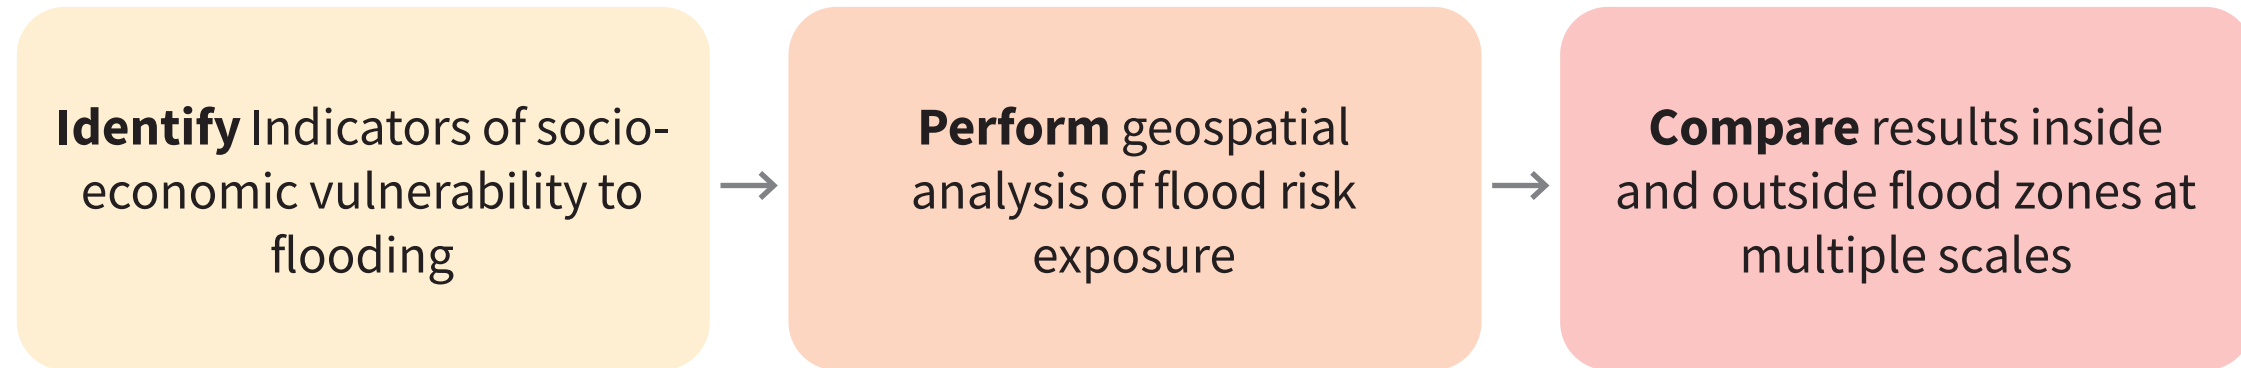 Identify Indicators of socio-
economic vulnerability to
flooding
Perform geospatial
analysis of flood risk
exposure
Compare results inside
and outside flood zones at
multiple scales